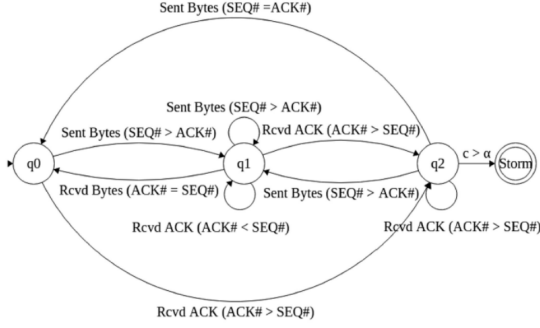 Sent Bytes (SEQ# =ACK#)
Sent Bytes (SEQ# > ACK#)
Sent Bytes (SEQ# > ACK#)
Rcvd ACK (ACK# > SEQ#)
q0
q1
q2
c > α
Storm
Rcvd Bytes (ACK# = SEQ#)
Sent Bytes (SEQ# > ACK#)
Rcvd ACK (ACK# < SEQ#)
Rcvd ACK (ACK# > SEQ#)
Rcvd ACK (ACK# > SEQ#)